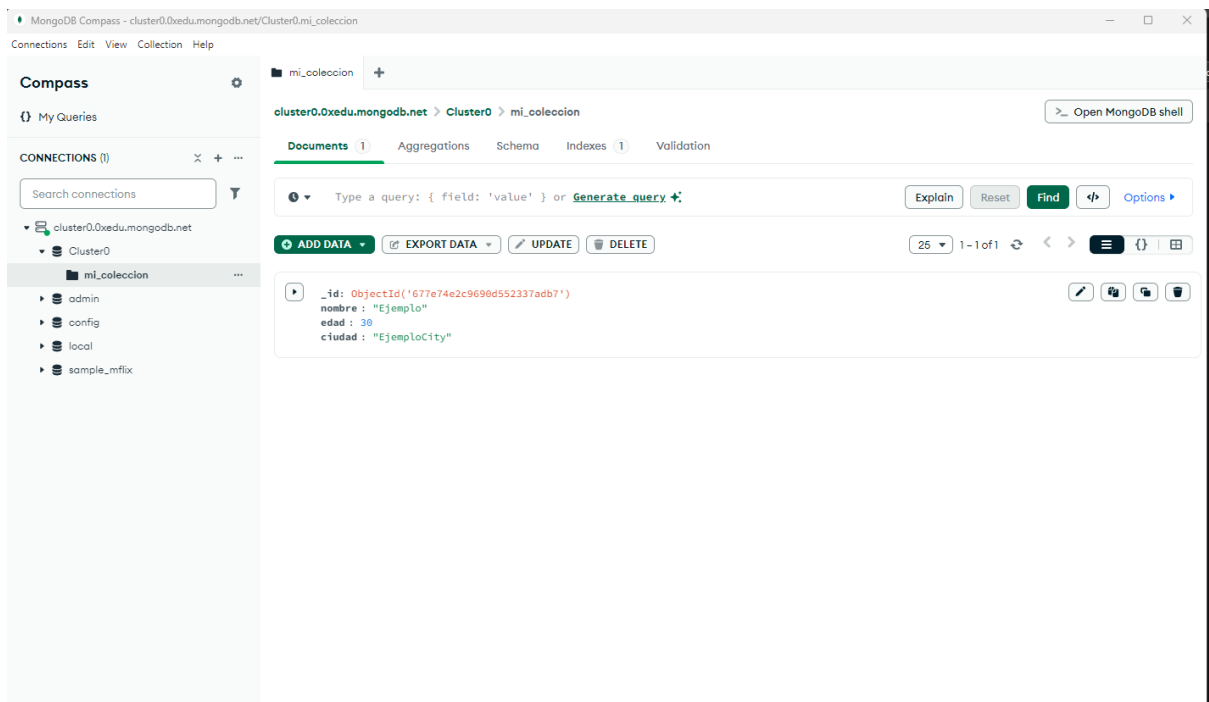 MongoDB Compass - cluster0.0xedu.mongodb.net/Cluster0.mi_coleccion
Connections Edit View Collection Help
Compass
{} My Queries
CONNECTIONS (1)
Search connections
cluster0.0xedu.mongodb.net
Cluster0
mi_coleccion
admin
config
local
sample_mflix
mi_coleccion
cluster0.0xedu.mongodb.net > Cluster0 > mi_coleccion
>_ Open MongoDB shell
Documents 1 Aggregations Schema Indexes 1 Validation
Type a query: { field: 'value' } or Generate query
Explain Reset Find </> Options
ADD DATA EXPORT DATA UPDATE DELETE
25 1-1 of 1 {}
_id: ObjectId('677e74e2c9690d552337adb7')
nombre : "Ejemplo"
edad : 30
ciudad : "EjemploCity"